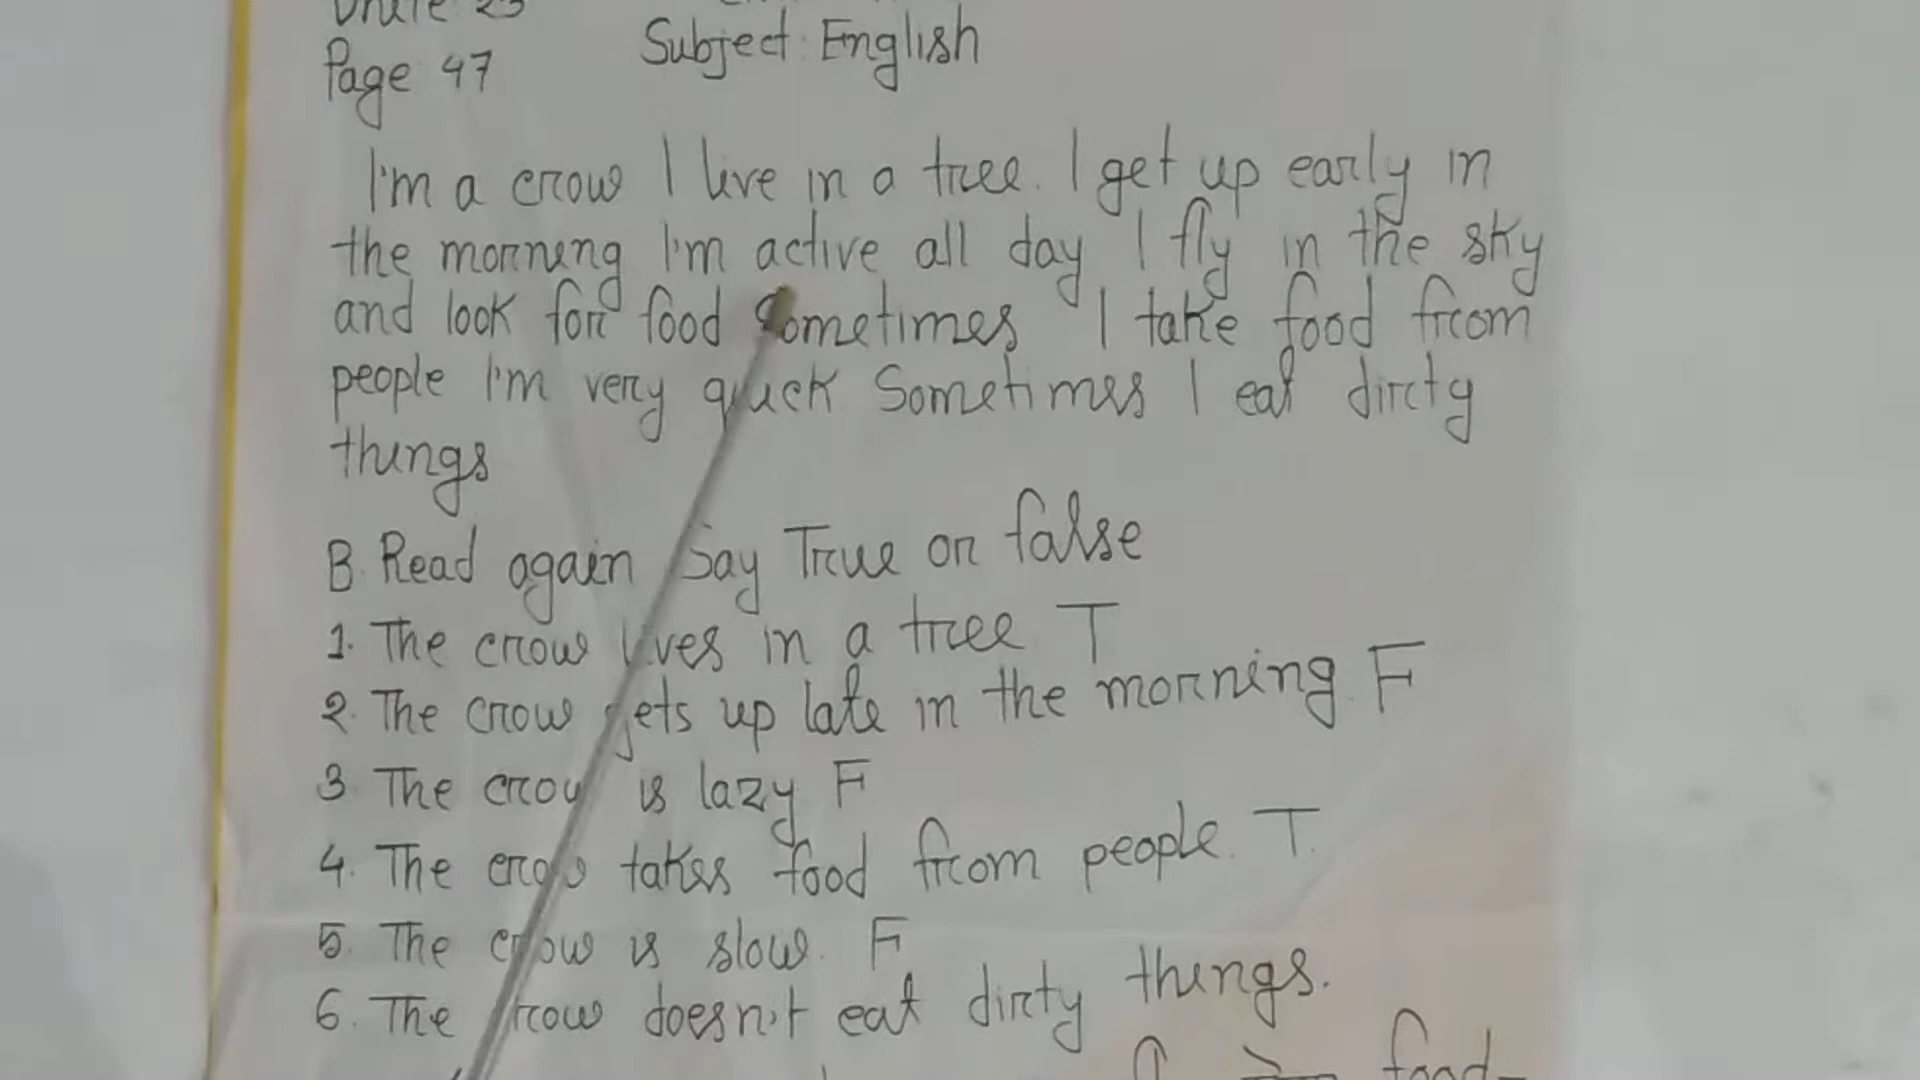 Page 47
Subject: English
I'm a crow I live in a tree. I get up early in
the morning I'm active all day I fly in the sky
and look for food Sometimes I take food from
people I'm very quick Sometimes I eat dirty
things
B. Read again Say True or false
1. The crow lives in a tree T
2. The crow gets up late in the morning F
3 The crow is lazy F
4. The crow takes food from people. T.
5. The crow is slow. F
6. The crow doesn't eat dirty things.
food